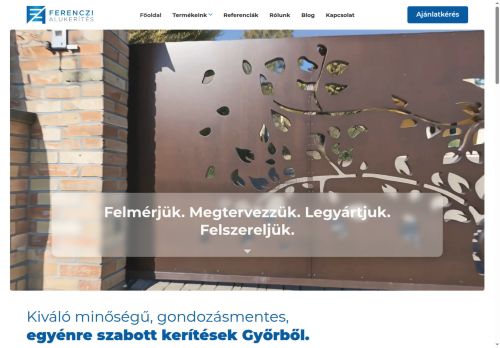 FERENCZI
ALUKERÍTÉS
Főoldal
Termékeink
Referenciák
Rólunk
Blog
Kapcsolat
Ajánlatkérés
Felmérjük. Megtervezzük. Legyártjuk.
Felszereljük.
Kiváló minőségű, gondozásmentes,
egyénre szabott kerítések Győrből.